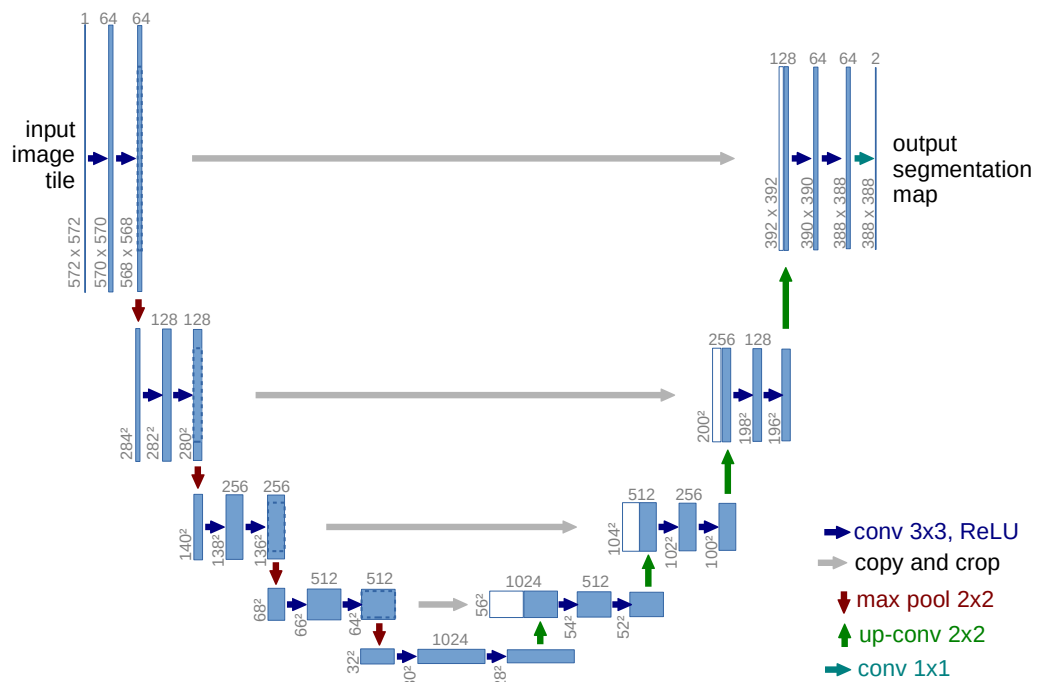 1 64 64
128 64 64 2
input
image
tile
output
segmentation
map
572 x 572
570 x 570
568 x 568
392 x 392
390 x 390
388 x 388
388 x 388
128 128
256 128
284²
282²
280²
200²
198²
196²
256 256
512 256
140²
138²
136²
104²
102²
100²
conv 3x3, ReLU
copy and crop
max pool 2x2
up-conv 2x2
conv 1x1
512 512
1024 512
68²
66²
64²
56²
54²
52²
1024
32²